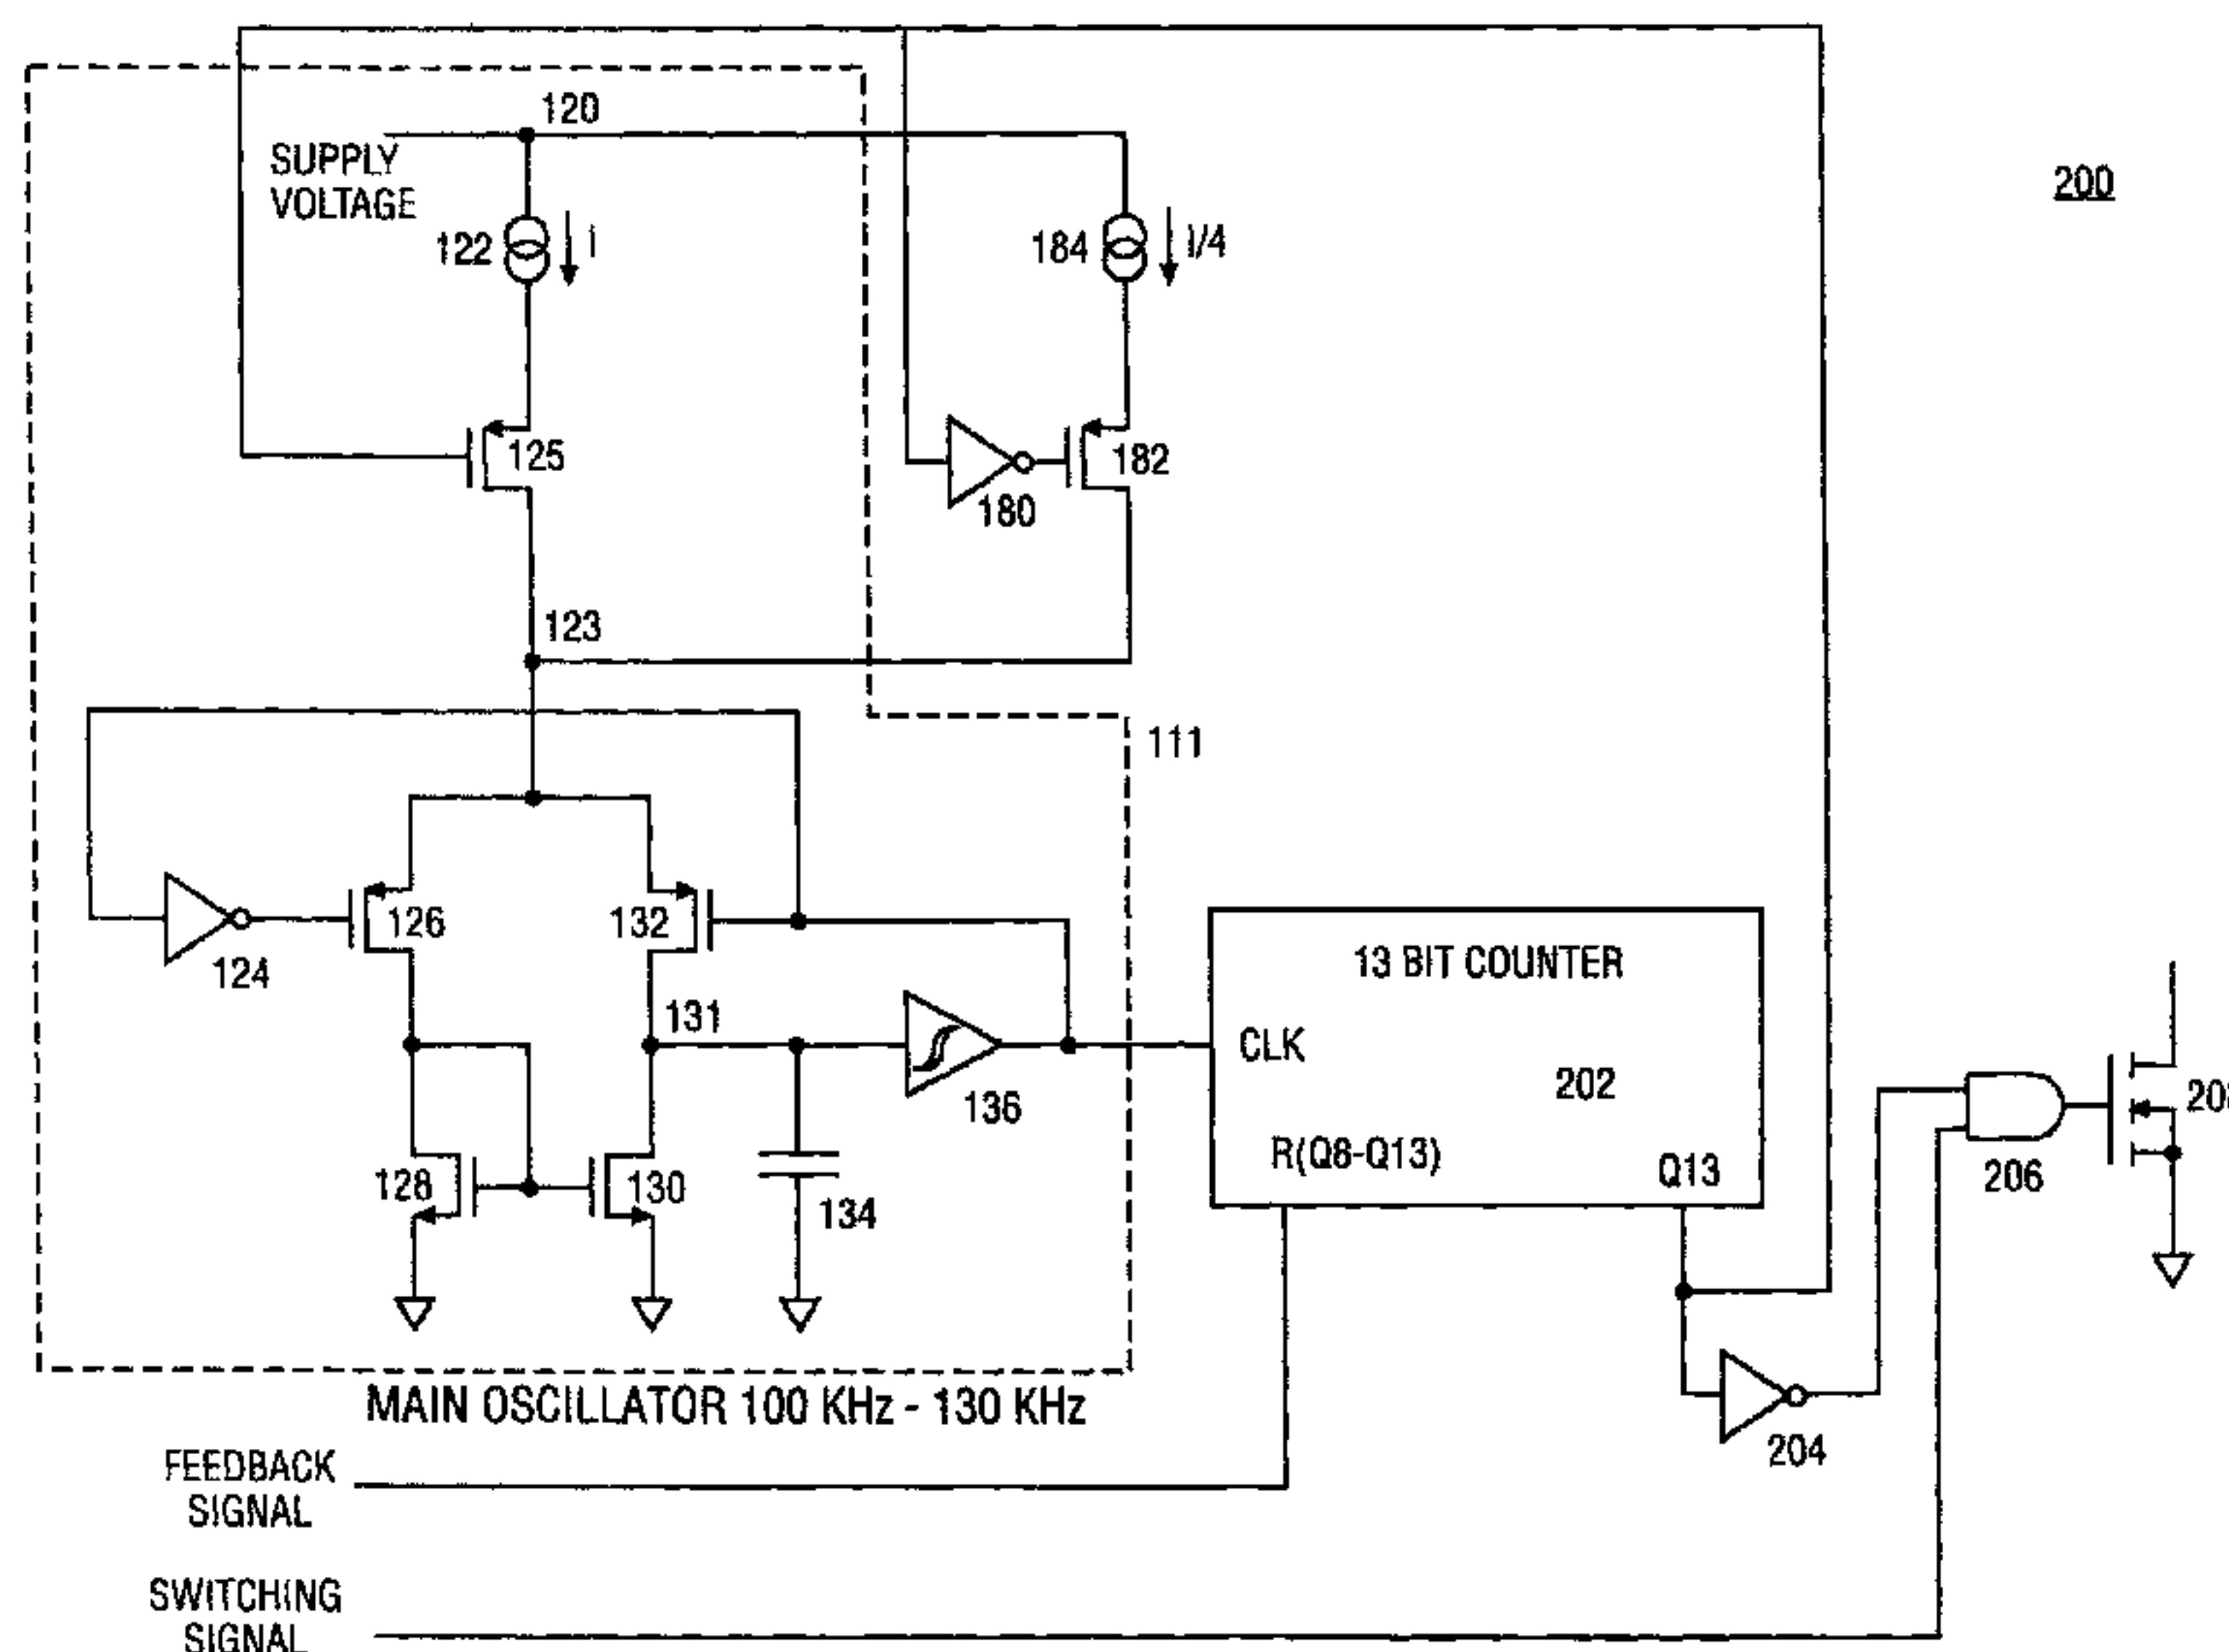 120
SUPPLY
VOLTAGE
200
122
I
184
I/4
125
182
180
123
111
126
132
124
13 BIT COUNTER
131
CLK
202
136
R(Q8-Q13)
Q13
206
128
130
134
MAIN OSCILLATOR 100 KHz - 130 KHz
204
FEEDBACK
SIGNAL
SWITCHING
SIGNAL